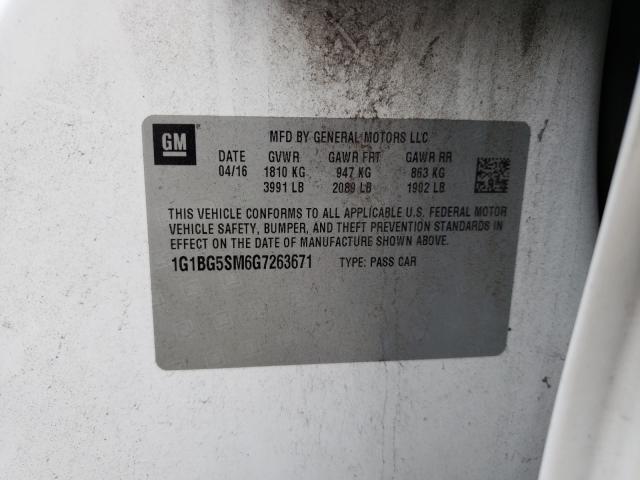 GM
MFD BY GENERAL MOTORS LLC
DATE GVWR GAWR FRT GAWR RR
04/16 1810 KG 947 KG 863 KG
3991 LB 2089 LB 1902 LB
THIS VEHICLE CONFORMS TO ALL APPLICABLE U.S. FEDERAL MOTOR
VEHICLE SAFETY, BUMPER, AND THEFT PREVENTION STANDARDS IN
EFFECT ON THE DATE OF MANUFACTURE SHOWN ABOVE.
1G1BG5SM6G7263671 TYPE: PASS CAR